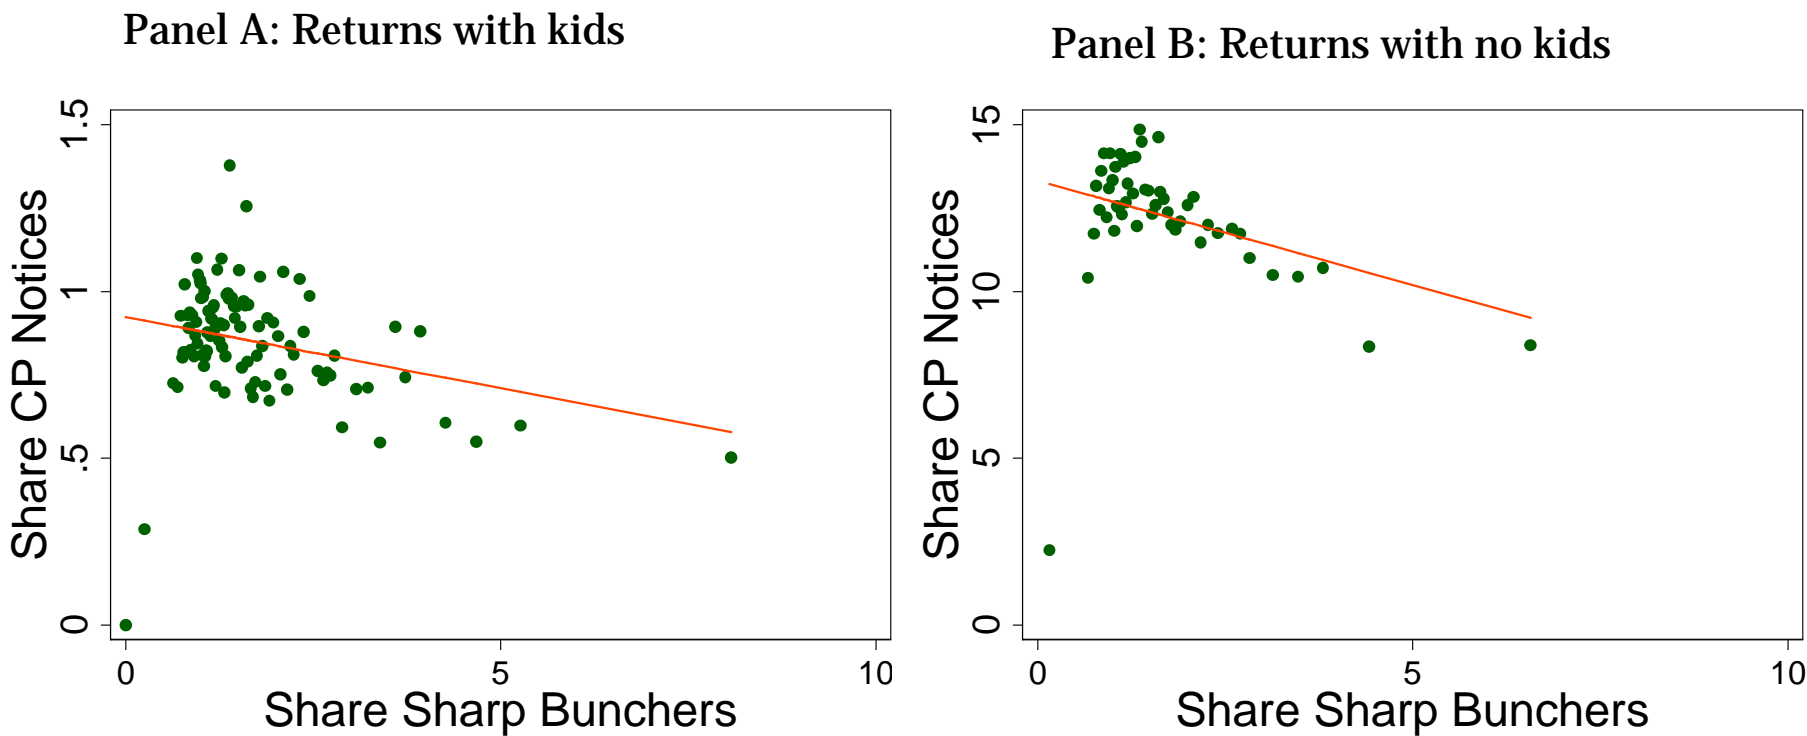 Panel A: Returns with kids
1.5
1
.5
0
Share CP Notices
0 5 10
Share Sharp Bunchers
Panel B: Returns with no kids
15
10
5
0
Share CP Notices
0 5 10
Share Sharp Bunchers